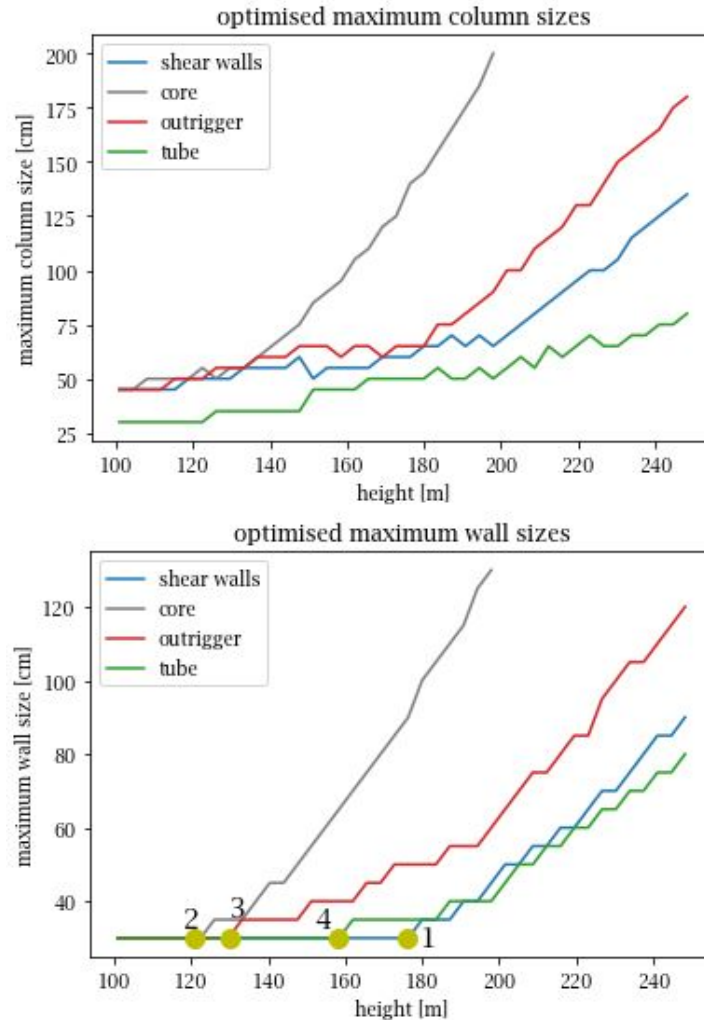 optimised maximum column sizes
200
175
150
125
100
75
50
25
maximum column size [cm]
shear walls
core
outrigger
tube
100 120 140 160 180 200 220 240
height [m]
optimised maximum wall sizes
120
100
80
60
40
maximum wall size [cm]
shear walls
core
outrigger
tube
2 3 4 1
100 120 140 160 180 200 220 240
height [m]